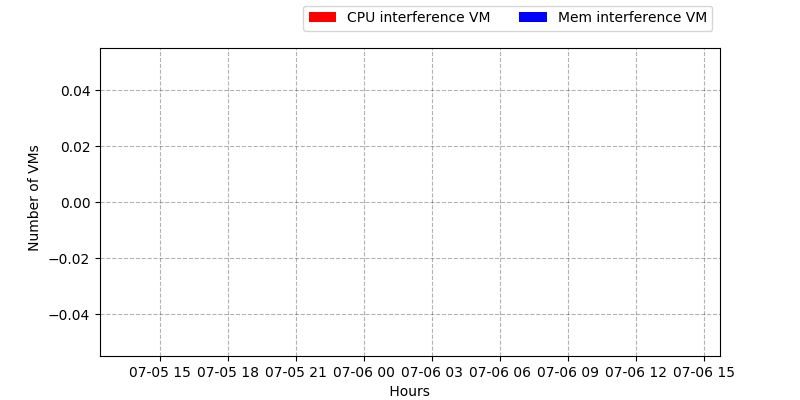 CPU interference VM Mem interference VM
0.04
0.02
0.00
−0.02
−0.04
Number of VMs
07-05 15 07-05 18 07-05 21 07-06 00 07-06 03 07-06 06 07-06 09 07-06 12 07-06 15
Hours